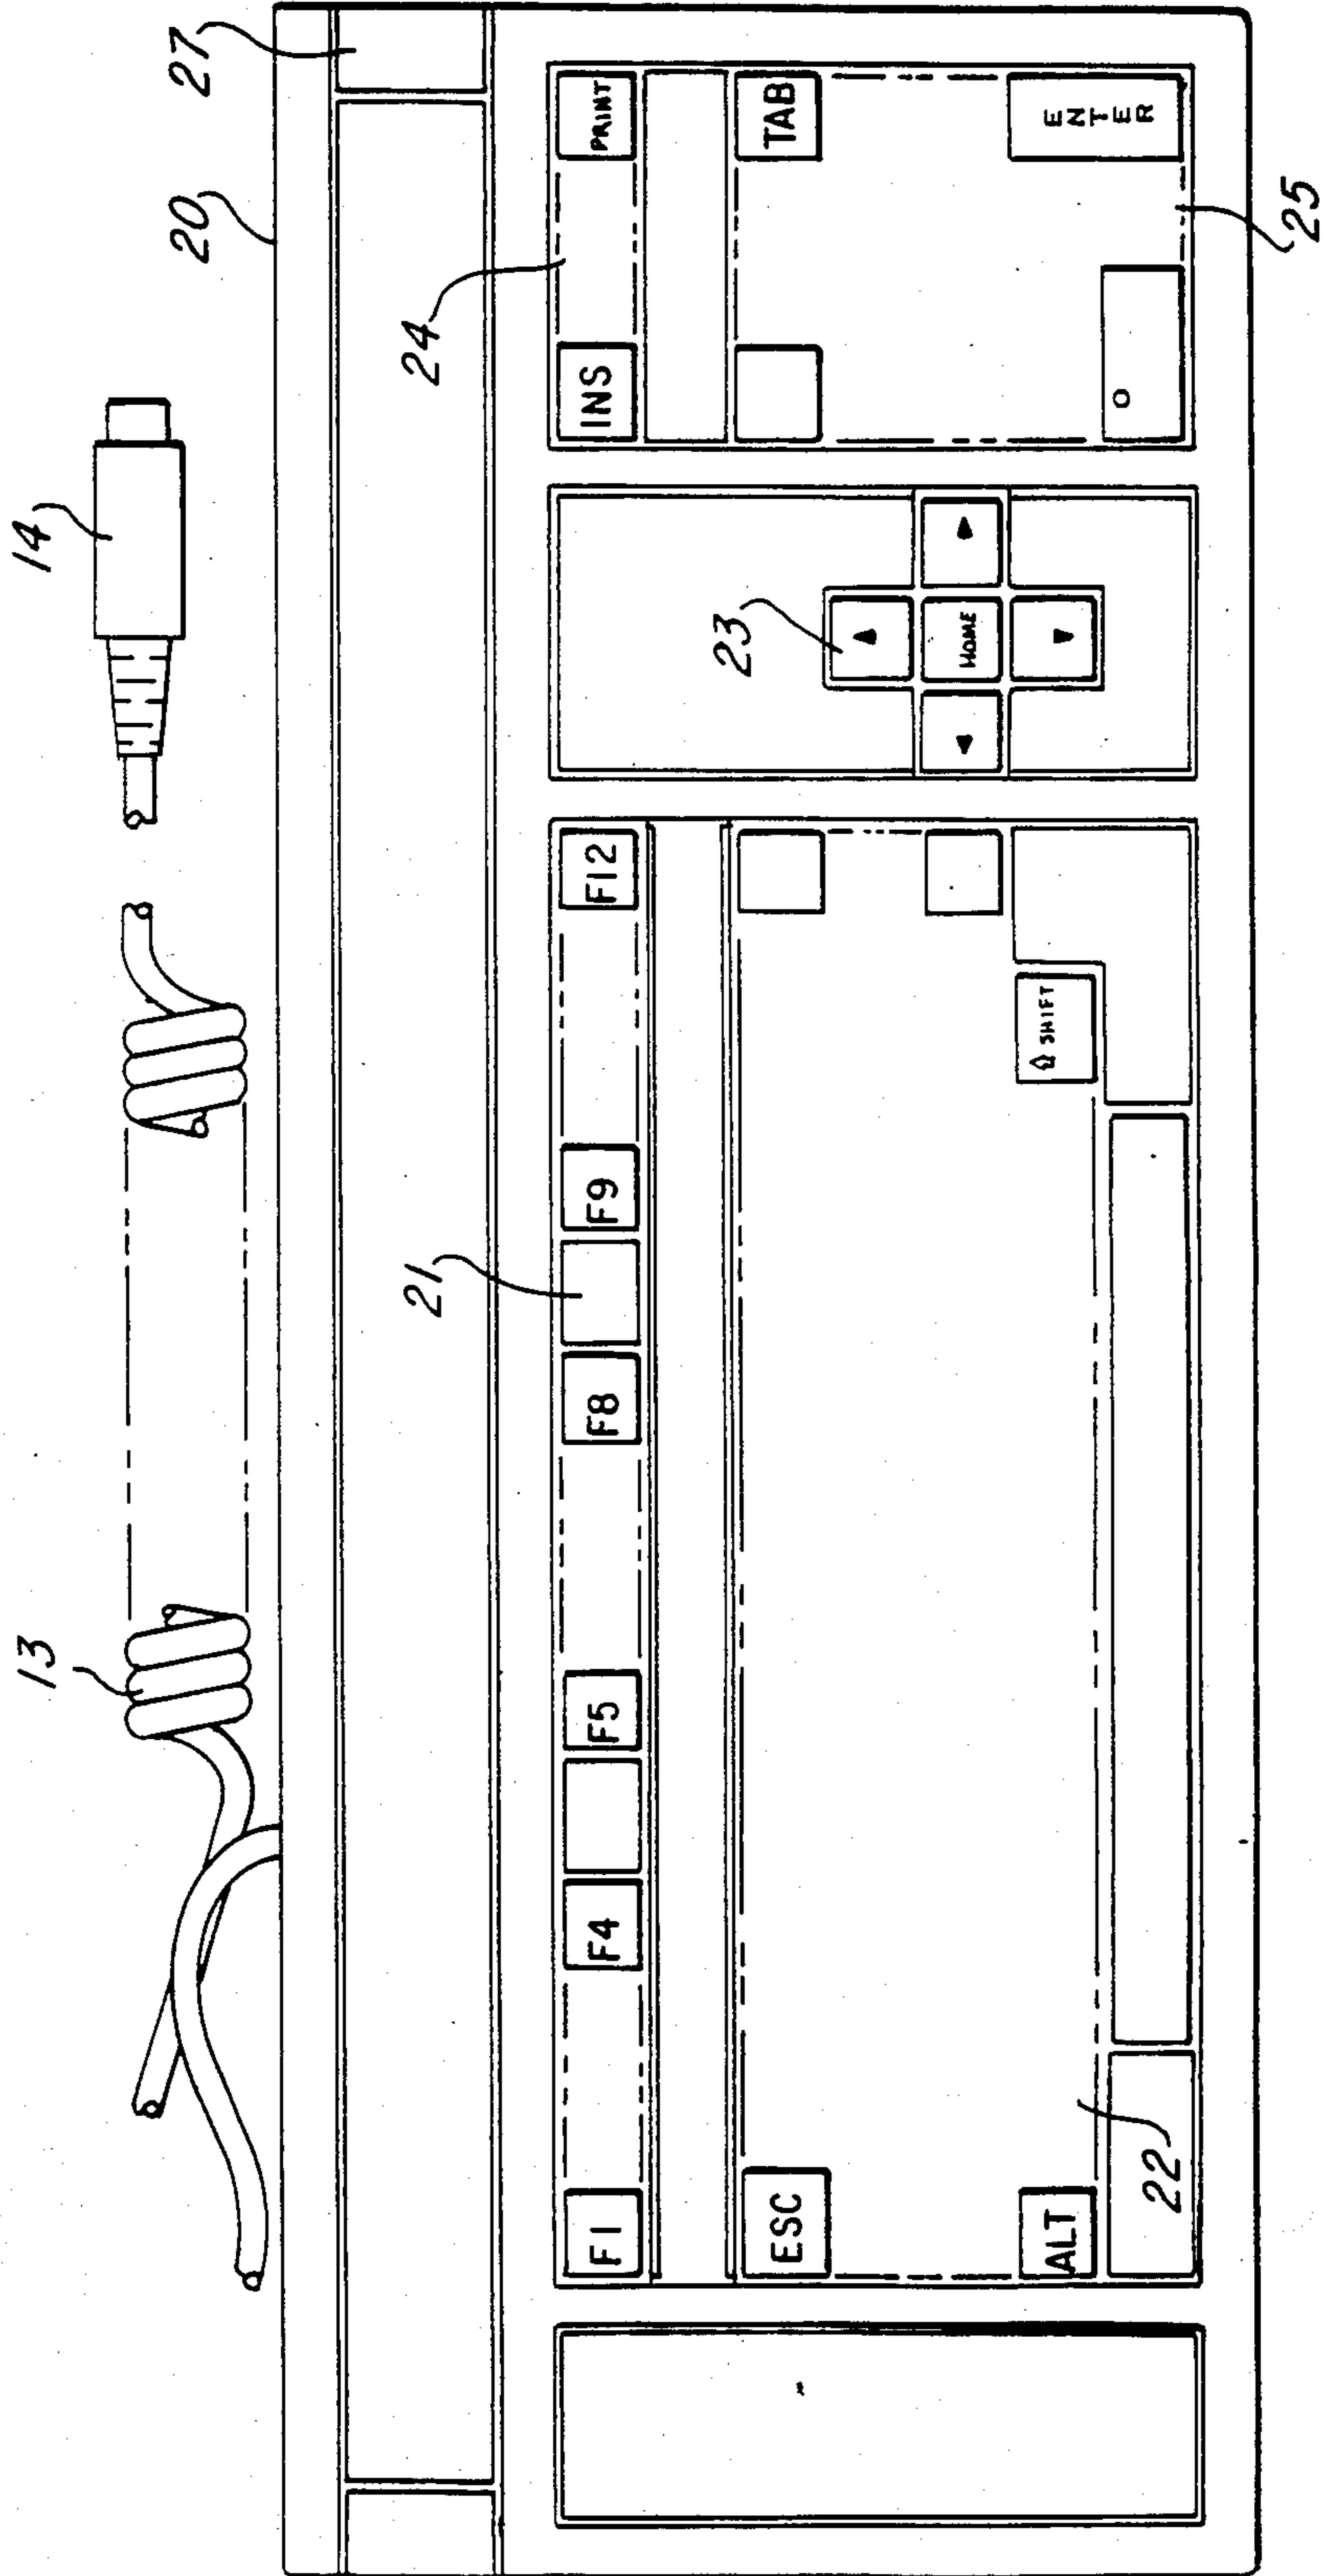 14
13
20
27
21
24
F1
F4
F5
F8
F9
F12
INS
PRINT
23
ESC
TAB
HOME
ALT
SHIFT
O
ENTER
22
25